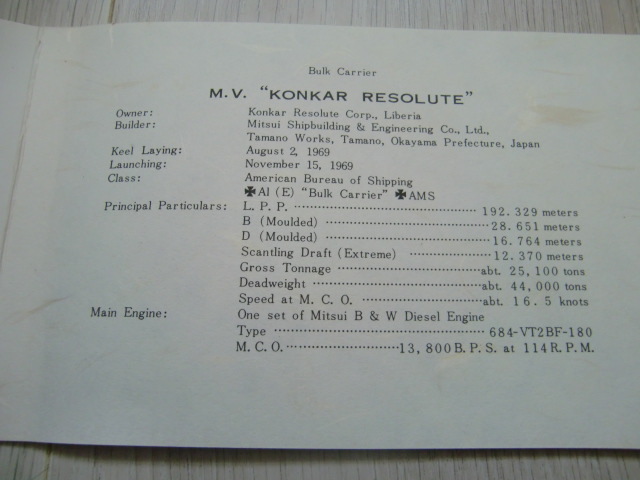 Bulk Carrier
M.V. “KONKAR RESOLUTE”
Owner: Konkar Resolute Corp., Liberia
Builder: Mitsui Shipbuilding & Engineering Co., Ltd.,
Tamano Works, Tamano, Okayama Prefecture, Japan
Keel Laying: August 2, 1969
Launching: November 15, 1969
Class: American Bureau of Shipping
✠A1 (E) “Bulk Carrier” ✠AMS
Principal Particulars: L. P. P. ················ 192.329 meters
B (Moulded) ················ 28.651 meters
D (Moulded) ················ 16.764 meters
Scantling Draft (Extreme) ················ 12.370 meters
Gross Tonnage ················ abt. 25,100 tons
Deadweight ················ abt. 44,000 tons
Speed at M. C. O. ················ abt. 16.5 knots
Main Engine: One set of Mitsui B & W Diesel Engine
Type ················ 684-VT2BF-180
M. C. O. ················ 13,800 B. P. S. at 114 R. P. M.